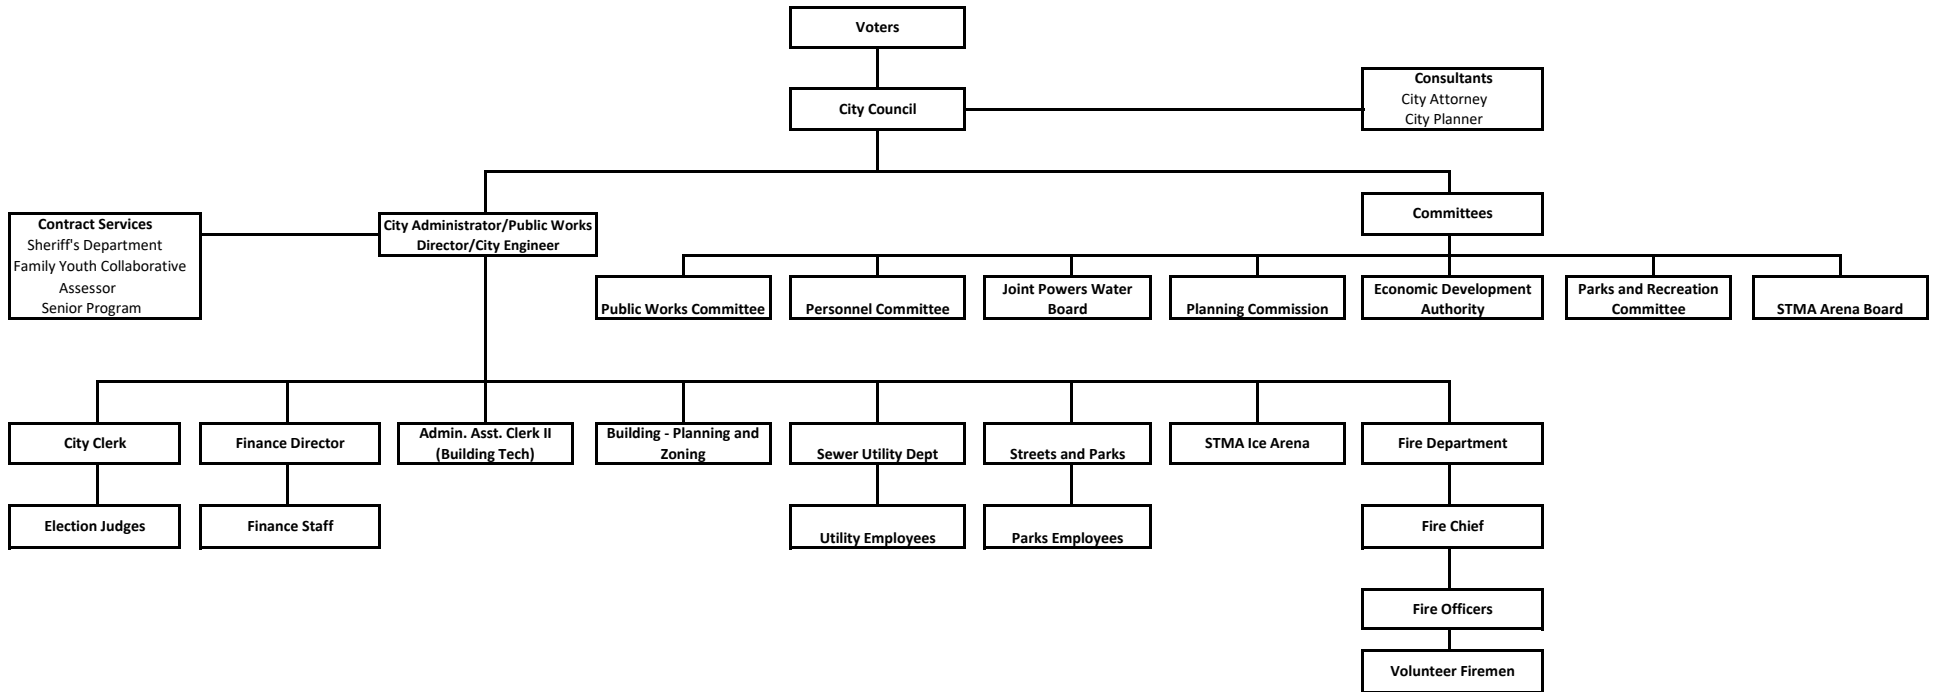 Voters
City Council
Consultants
City Attorney
City Planner
Contract Services
Sheriff's Department
Family Youth Collaborative
Assessor
Senior Program
City Administrator/Public Works
Director/City Engineer
Committees
Public Works Committee
Personnel Committee
Joint Powers Water
Board
Planning Commission
Economic Development
Authority
Parks and Recreation
Committee
STMA Arena Board
City Clerk
Finance Director
Admin. Asst. Clerk II
(Building Tech)
Building - Planning and
Zoning
Sewer Utility Dept
Streets and Parks
STMA Ice Arena
Fire Department
Election Judges
Finance Staff
Utility Employees
Parks Employees
Fire Chief
Fire Officers
Volunteer Firemen